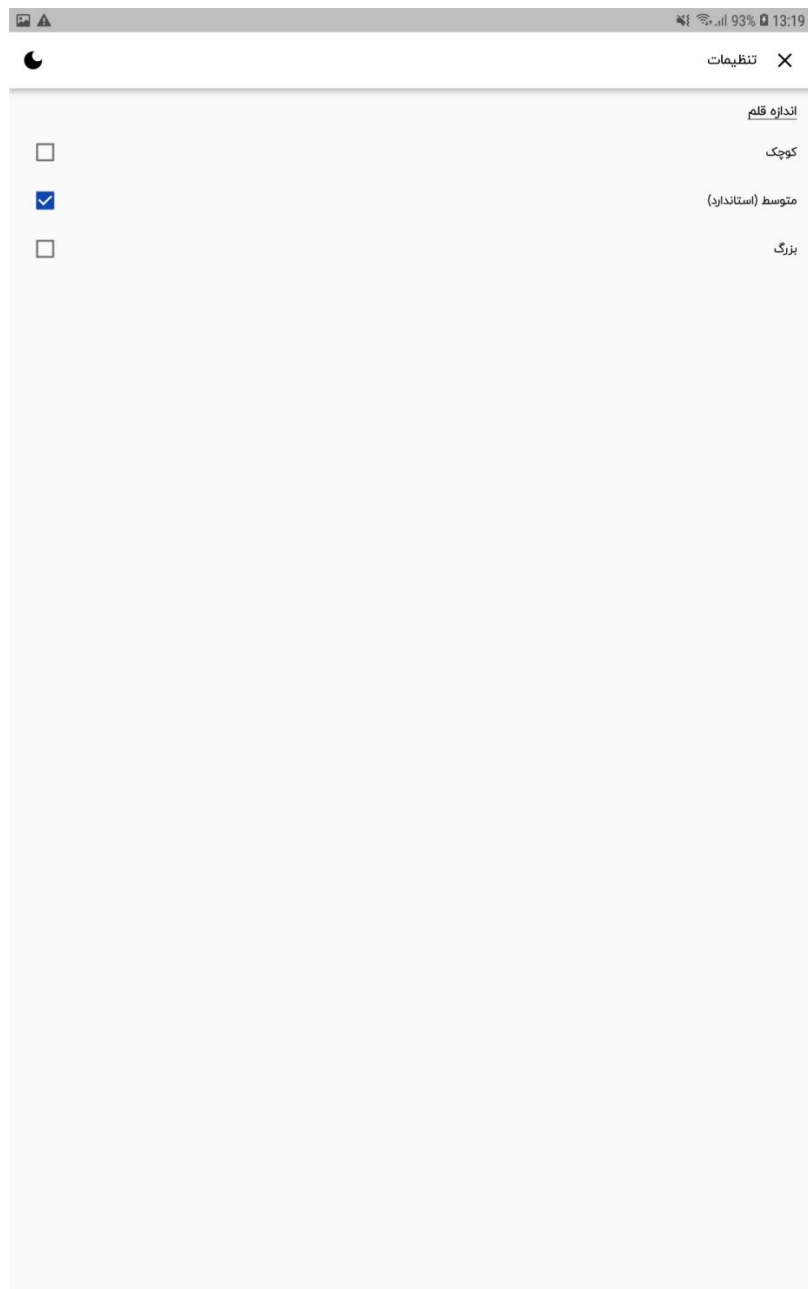 93% 13:19
تنظیمات
اندازه قلم
کوچک
متوسط (استاندارد)
بزرگ